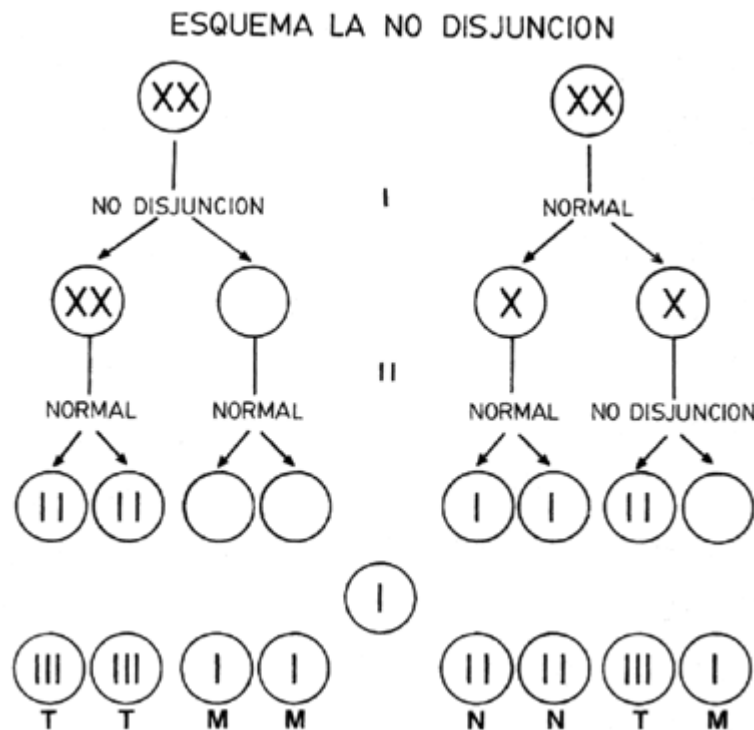 ESQUEMA LA NO DISJUNCION
XX XX
NO DISJUNCION I NORMAL
XX X X
II
NORMAL NORMAL NORMAL NO DISJUNCION
II II I I II
I
III III I I II II III I
T T M M N N T M